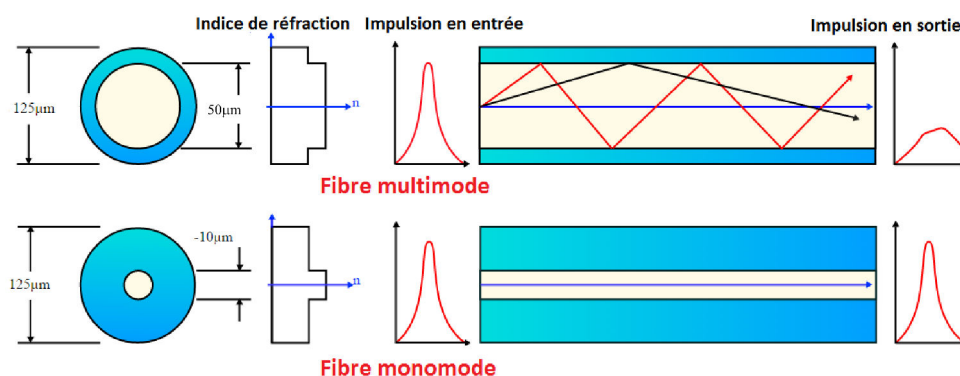 Indice de réfraction
Impulsion en entrée
Impulsion en sortie
125µm
50µm
n
Fibre multimode
125µm
-10µm
n
Fibre monomode